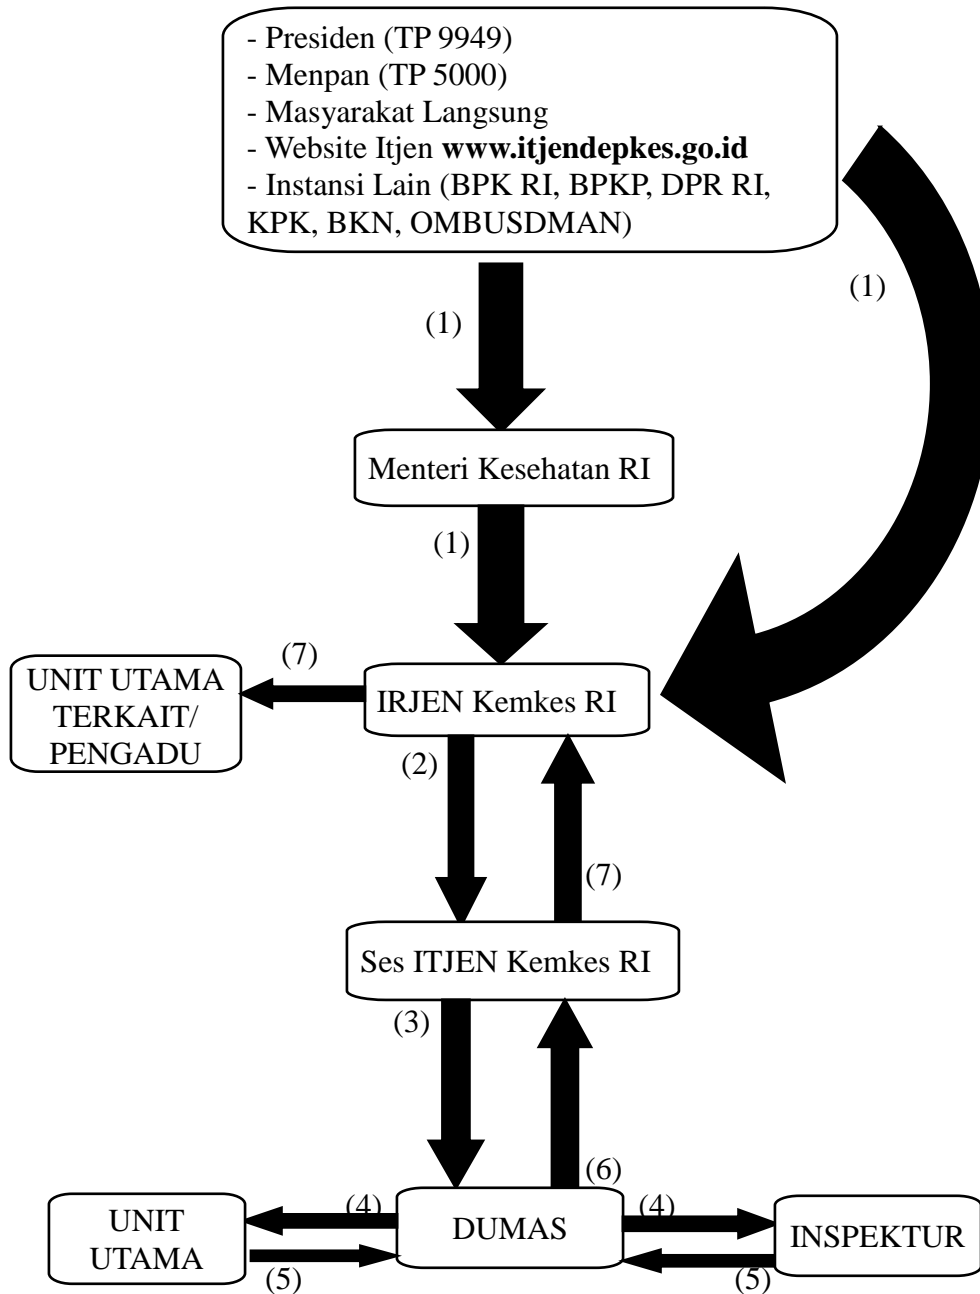 - Presiden (TP 9949)
- Menpan (TP 5000)
- Masyarakat Langsung
- Website Itjen www.itjendepkes.go.id
- Instansi Lain (BPK RI, BPKP, DPR RI,
KPK, BKN, OMBUSDMAN)
(1)
(1)
Menteri Kesehatan RI
(1)
(7)
UNIT UTAMA
TERKAIT/
PENGADU
IRJEN Kemkes RI
(2)
(7)
Ses ITJEN Kemkes RI
(3)
(6)
UNIT
UTAMA
(4)
(5)
DUMAS
(4)
(5)
INSPEKTUR